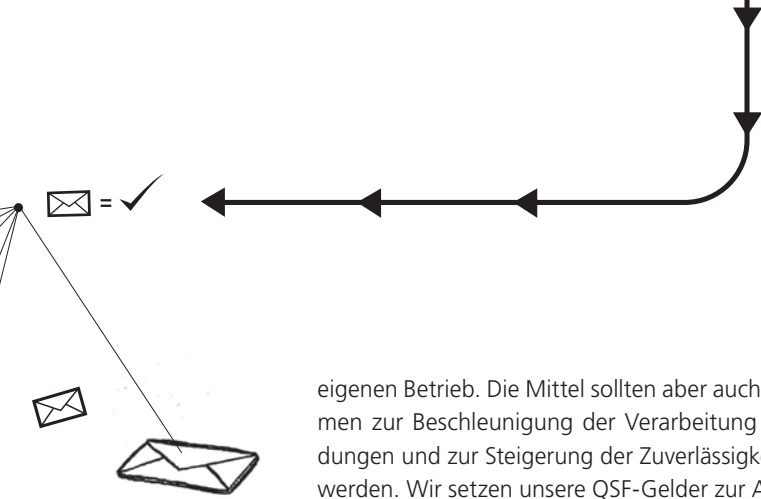 =
eigenen Betrieb. Die Mittel sollten aber auch
men zur Beschleunigung der Verarbeitung
dungen und zur Steigerung der Zuverlässigk
werden. Wir setzen unsere QSF-Gelder zur A